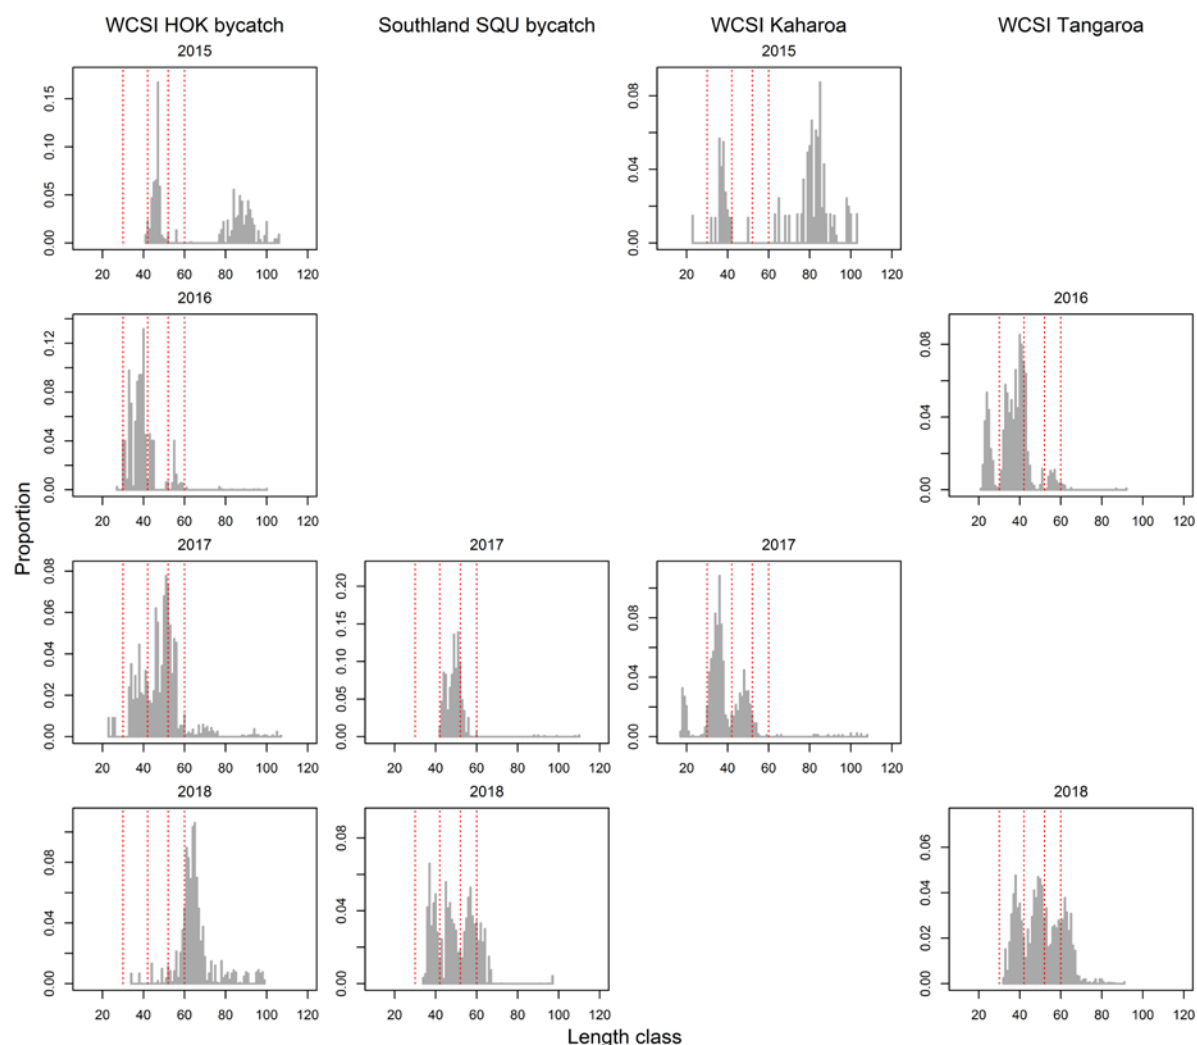 WCSI HOK bycatch Southland SQU bycatch WCSI Kaharoa WCSI Tangaroa
2015 2015
0.00 0.05 0.10 0.15
0.00 0.04 0.08
20 40 60 80 100 120
20 40 60 80 100 120
2016 2016
0.00 0.04 0.08 0.12
0.00 0.04 0.08
20 40 60 80 100 120
20 40 60 80 100 120
Proportion
2017 2017 2017
0.00 0.02 0.04 0.06 0.08
0.00 0.05 0.10 0.15 0.20
0.00 0.04 0.08
20 40 60 80 100 120
20 40 60 80 100 120
20 40 60 80 100 120
2018 2018 2018
0.00 0.04 0.08
0.00 0.04 0.08
0.00 0.02 0.04 0.06
20 40 60 80 100 120
20 40 60 80 100 120
20 40 60 80 100 120
Length class